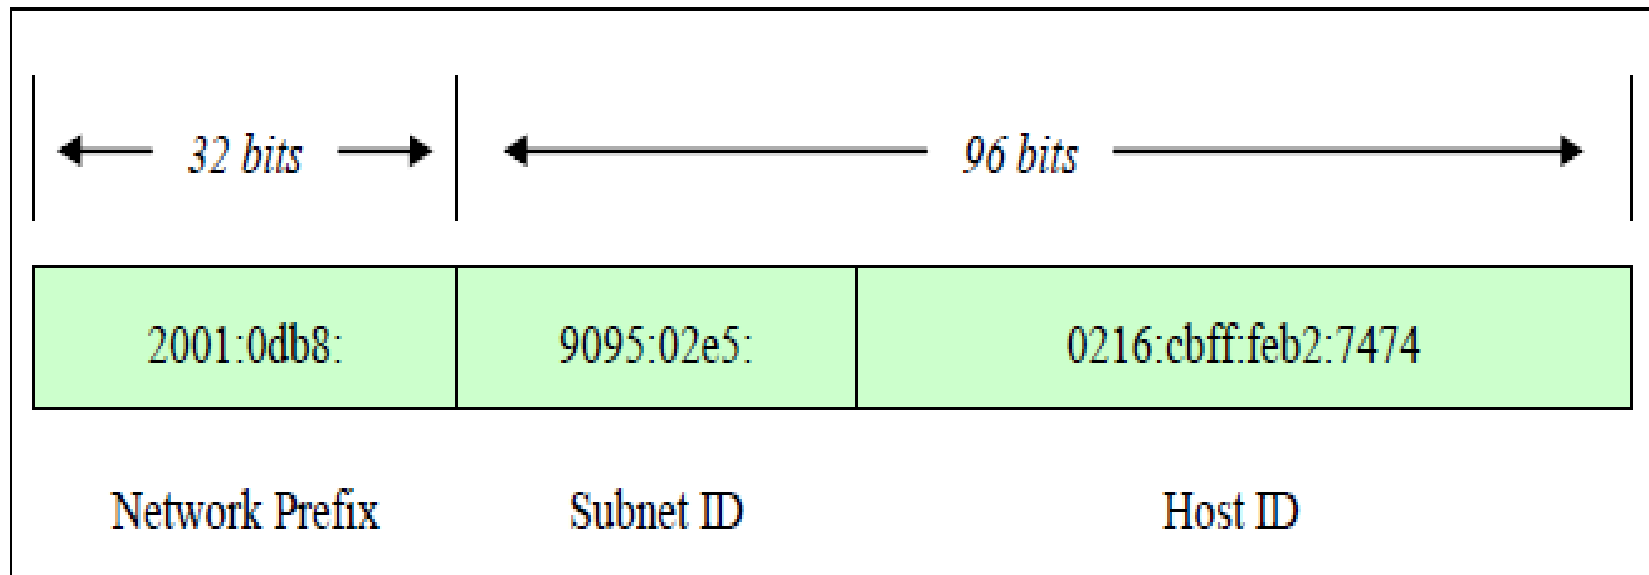 32 bits 96 bits
2001:0db8: 9095:02e5: 0216:cbff:feb2:7474
Network Prefix Subnet ID Host ID